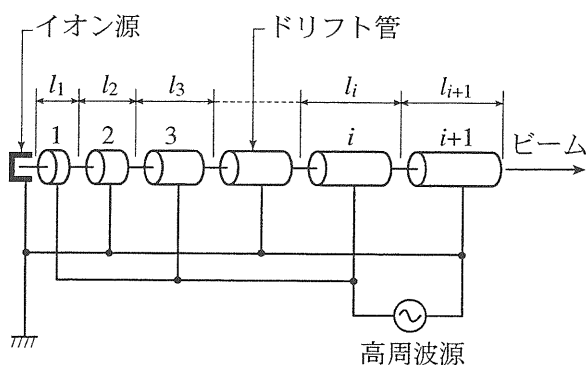 イオン源
ドリフト管
l₁ l₂ l₃ lᵢ lᵢ₊₁
1 2 3 i i+1
ビーム
高周波源